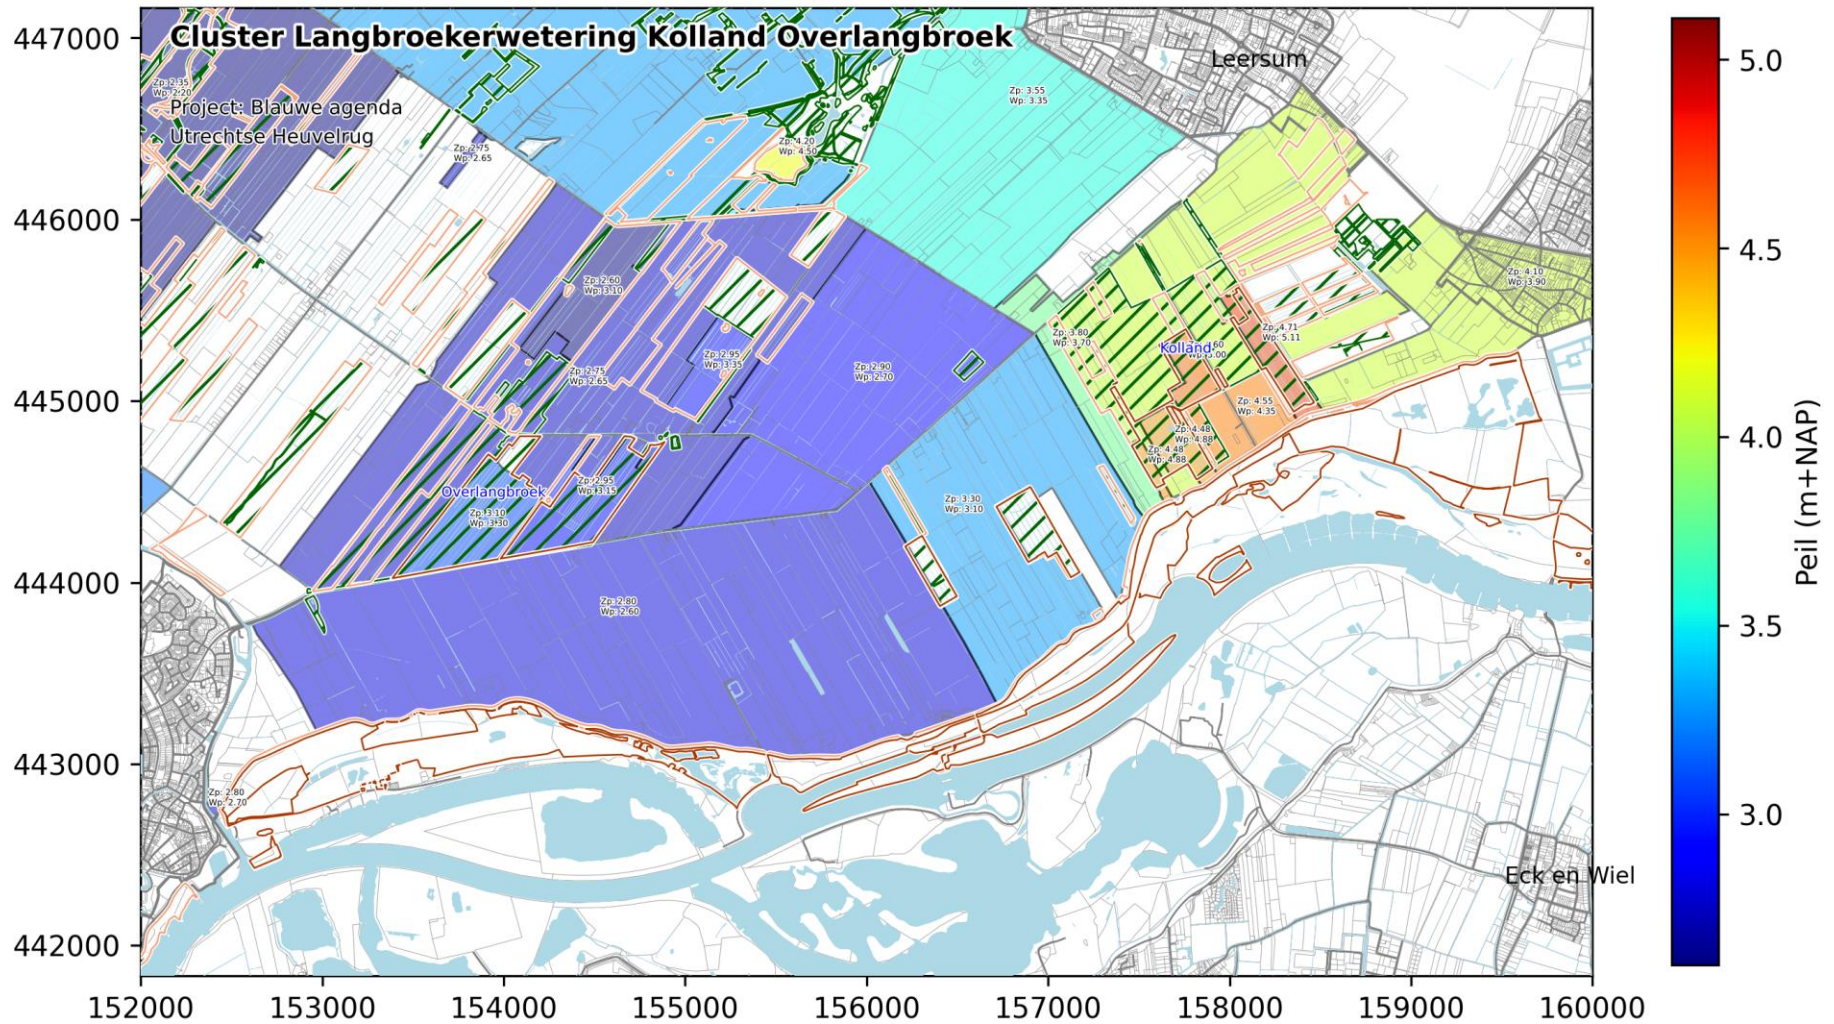 Cluster Langbroekerwetering Kolland Overlangbroek
Project: Blauwe agenda
Utrechtse Heuvelrug
447000
446000
445000
444000
443000
442000
152000
153000
154000
155000
156000
157000
158000
159000
160000
Leersum
Eck en Wiel
Kolland
Overlangbroek
Zp: 2.35
Wp: 2.20
Zp: 2.75
Wp: 2.65
Zp: 4.20
Wp: 4.50
Zp: 3.55
Wp: 3.35
Zp: 4.10
Wp: 3.90
Zp: 2.60
Wp: 3.10
Zp: 2.95
Wp: 3.35
Zp: 2.75
Wp: 2.65
Zp: 2.90
Wp: 2.70
Zp: 3.80
Wp: 3.70
Zp: 4.71
Wp: 5.11
Zp: 4.55
Wp: 4.35
Zp: 4.48
Wp: 4.88
Zp: 4.48
Wp: 4.88
Zp: 2.95
Wp: 3.15
Zp: 3.10
Wp: 3.30
Zp: 3.30
Wp: 3.10
Zp: 2.80
Wp: 2.60
Zp: 2.80
Wp: 2.70
5.0
4.5
4.0
3.5
3.0
Peil (m+NAP)